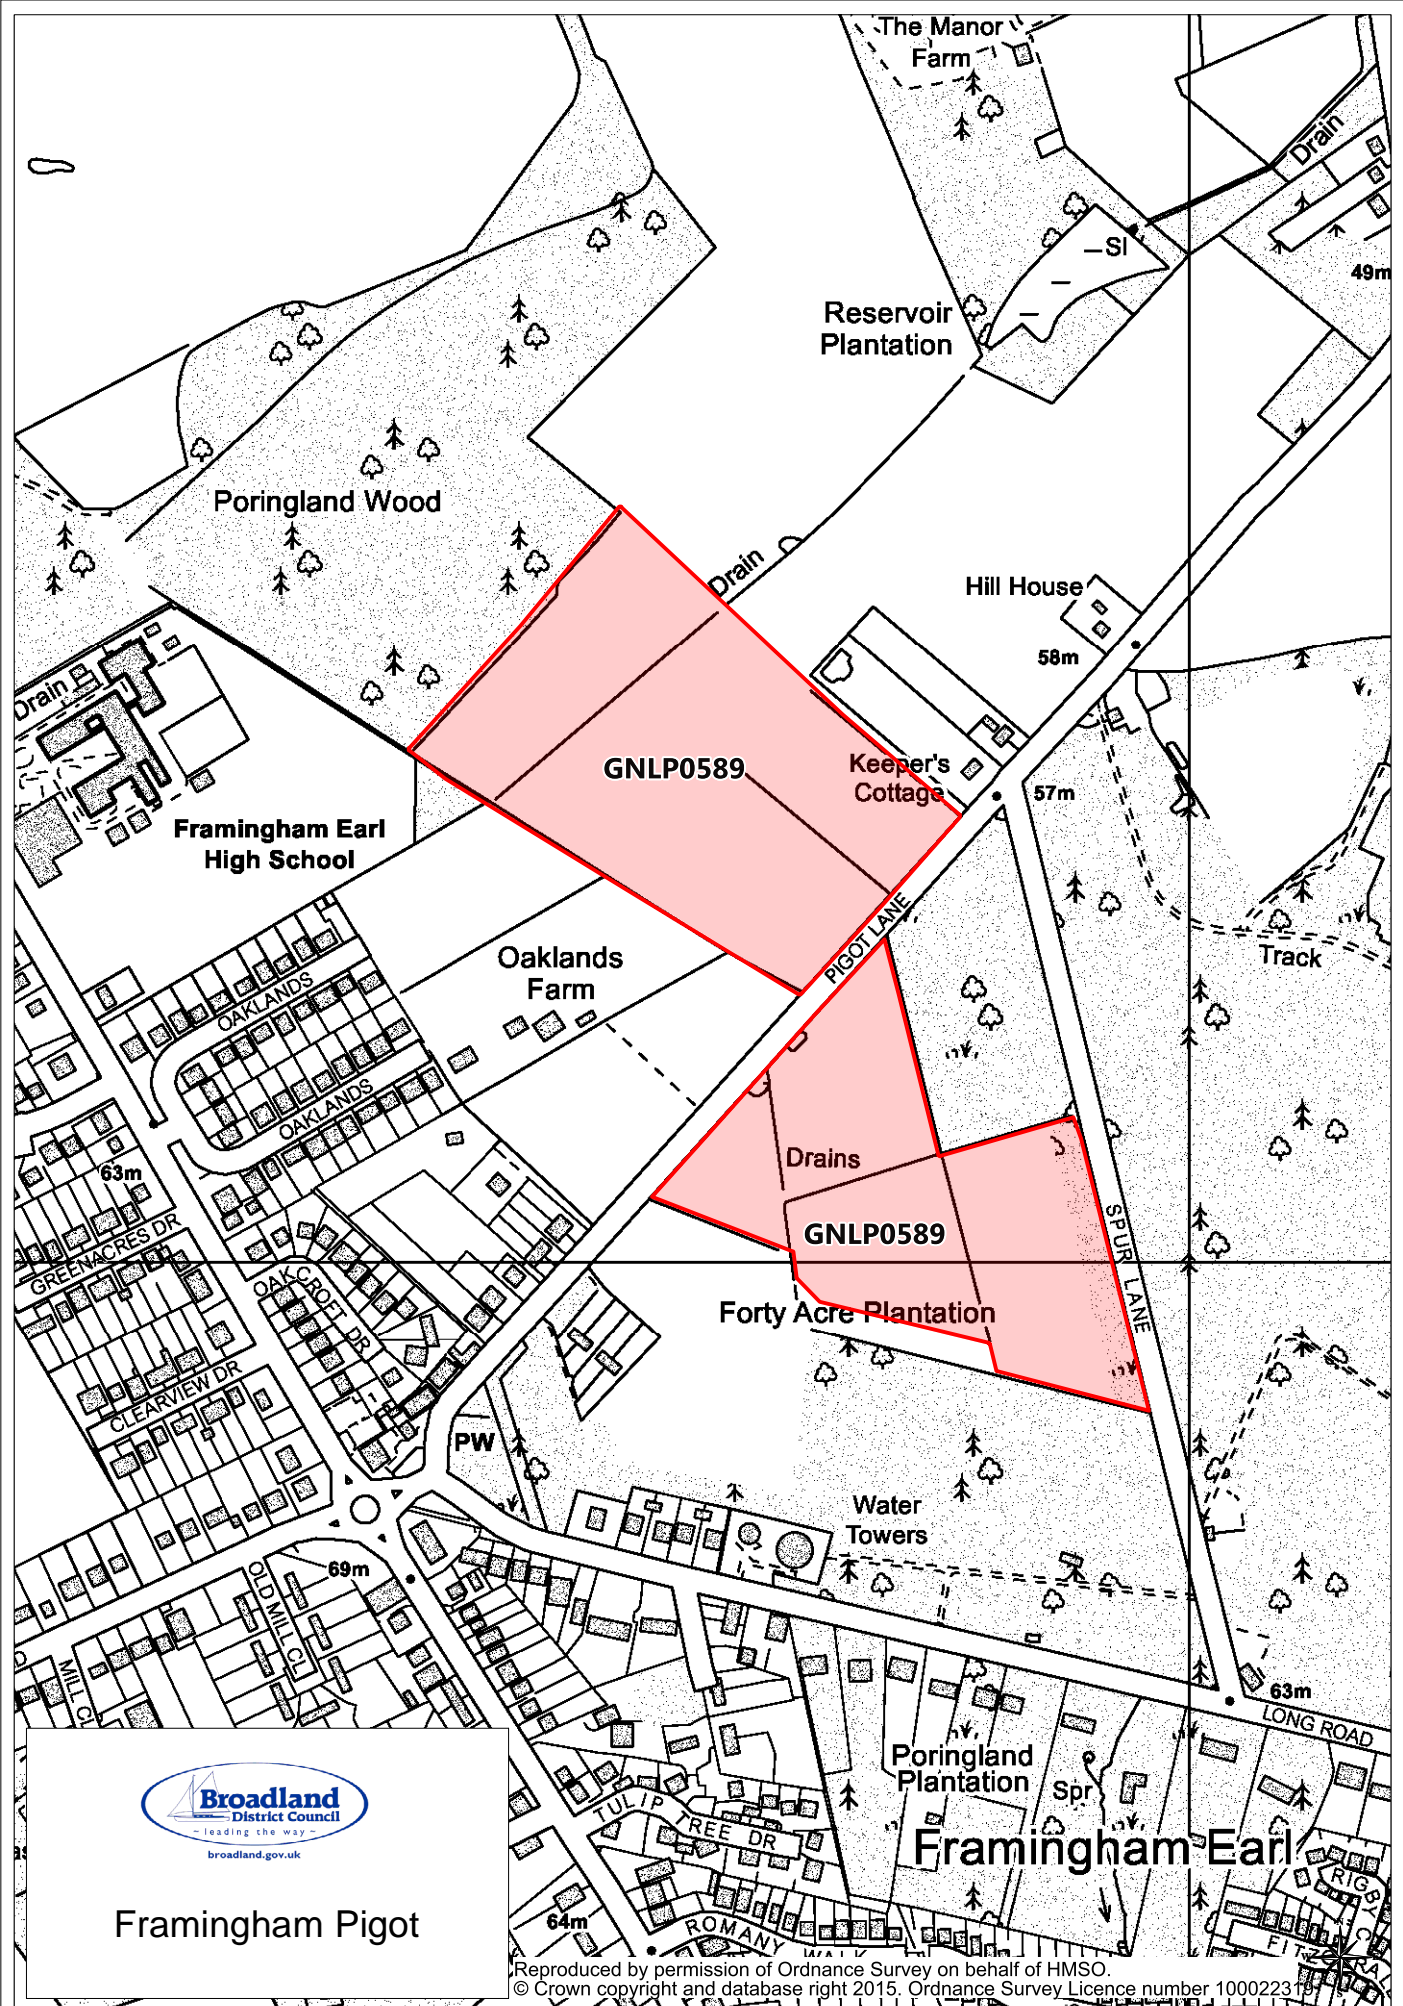 The Manor
Farm
Drain
SI
49m
Reservoir
Plantation
Poringland Wood
Drain
Hill House
58m
Drain
GNLP0589
Keeper's
Cottage
57m
Framingham Earl
High School
PIGOT LANE
Oaklands
Farm
Track
OAKLANDS
OAKLANDS
63m
Drains
GREENACRES DR
GNLP0589
SPUR LANE
OAKCROFT DR
Forty Acre Plantation
CLEARVIEW DR
PW
Water
Towers
69m
OLD MILL CL
MILL CL
63m
LONG ROAD
Poringland
Plantation
Spr
TULIP TREE DR
Framingham Earl
RIGBY C
64m
ROMANY WALK
Broadland
District Council
~ leading the way ~
broadland.gov.uk
Framingham Pigot
Reproduced by permission of Ordnance Survey on behalf of HMSO.
© Crown copyright and database right 2015. Ordnance Survey Licence number 100022319.